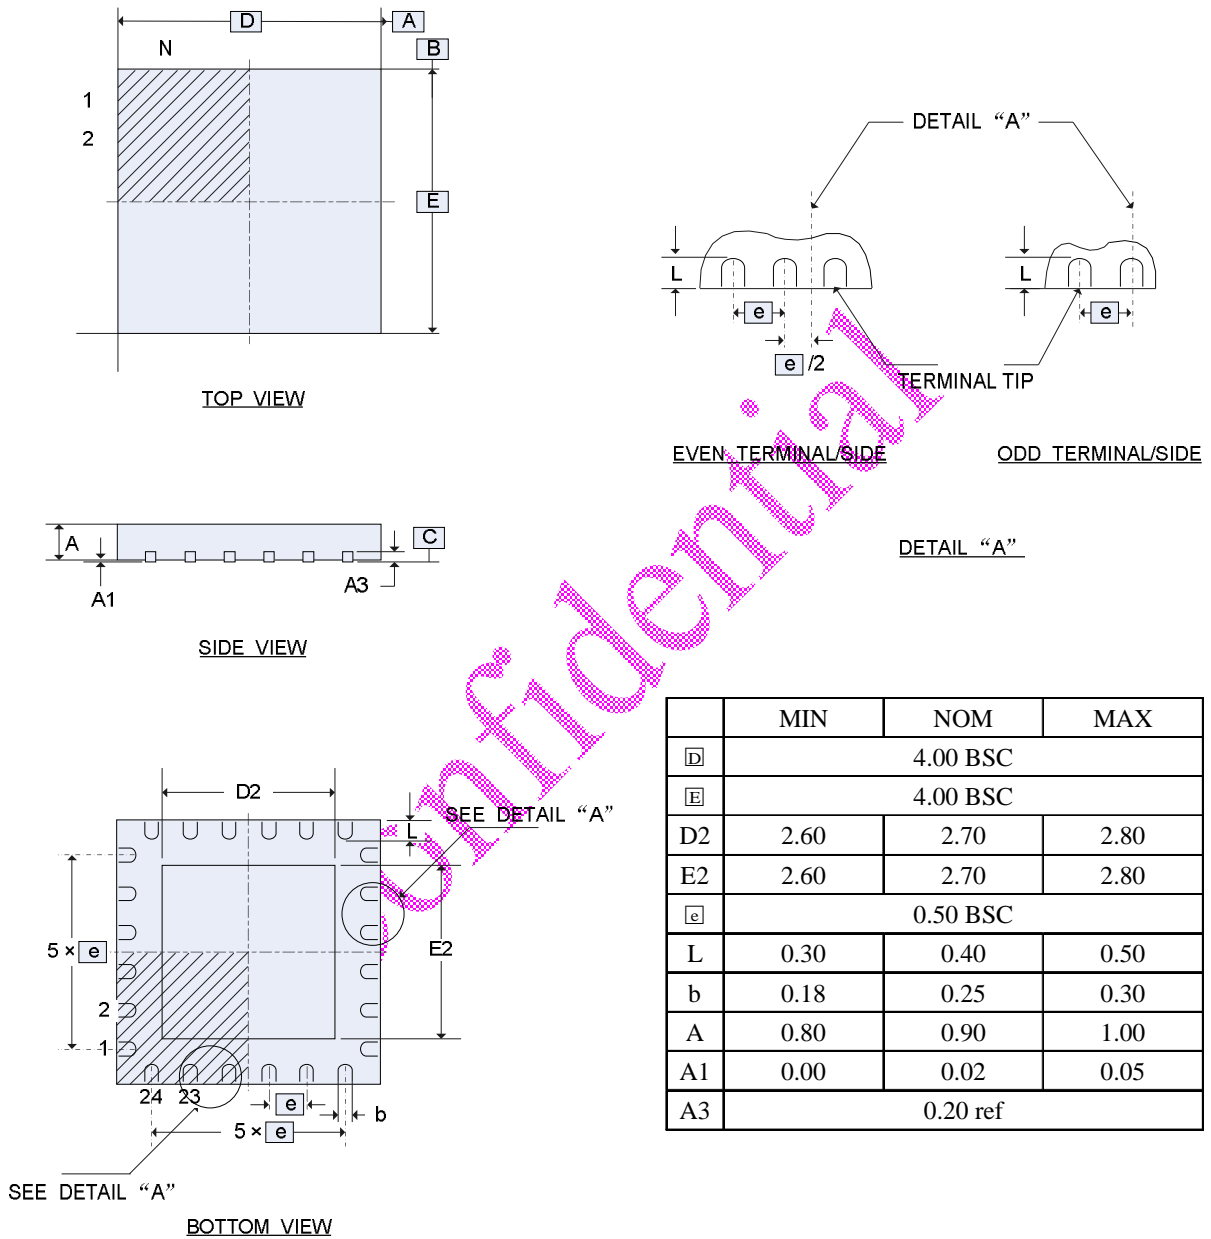 D
A
N
B
1
2
E
TOP VIEW
DETAIL “A”
L
e
e /2
L
e
TERMINAL TIP
EVEN TERMINAL/SIDE
ODD TERMINAL/SIDE
DETAIL “A”
A
C
A1
A3
SIDE VIEW
Confidential
D2
L
SEE DETAIL “A”
5 × e
E2
2
1
24 23
e
b
5 × e
SEE DETAIL “A”
BOTTOM VIEW
MIN NOM MAX
D 4.00 BSC
E 4.00 BSC
D2 2.60 2.70 2.80
E2 2.60 2.70 2.80
e 0.50 BSC
L 0.30 0.40 0.50
b 0.18 0.25 0.30
A 0.80 0.90 1.00
A1 0.00 0.02 0.05
A3 0.20 ref